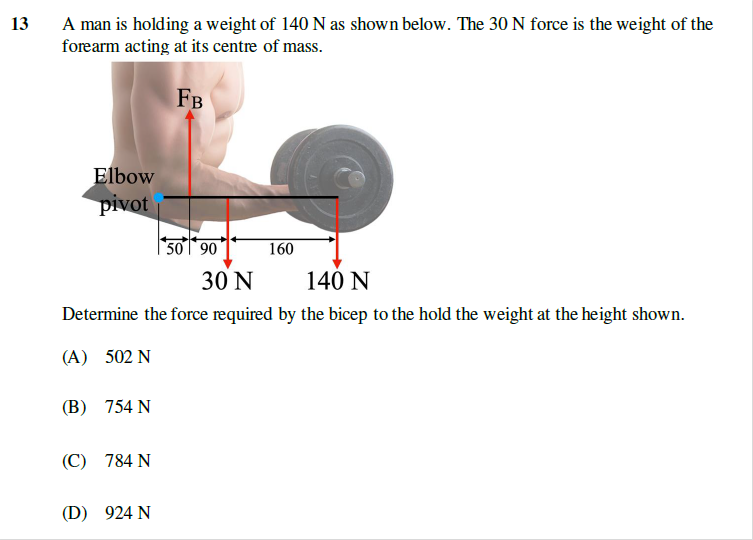 13 A man is holding a weight of 140 N as shown below. The 30 N force is the weight of the
forearm acting at its centre of mass.
FB
Elbow
pivot
50 90 160
30 N 140 N
Determine the force required by the bicep to the hold the weight at the height shown.
(A) 502 N
(B) 754 N
(C) 784 N
(D) 924 N